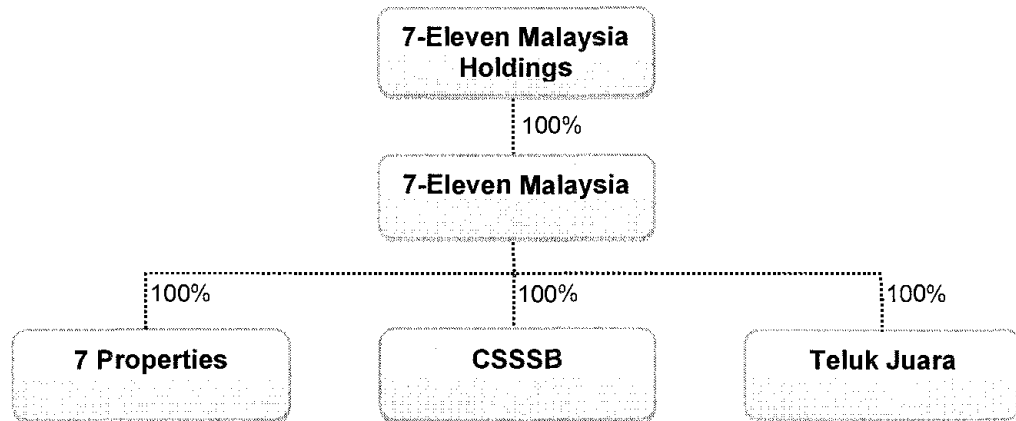 7-Eleven Malaysia
Holdings
100%
7-Eleven Malaysia
100%
100%
100%
7 Properties
CSSSB
Teluk Juara